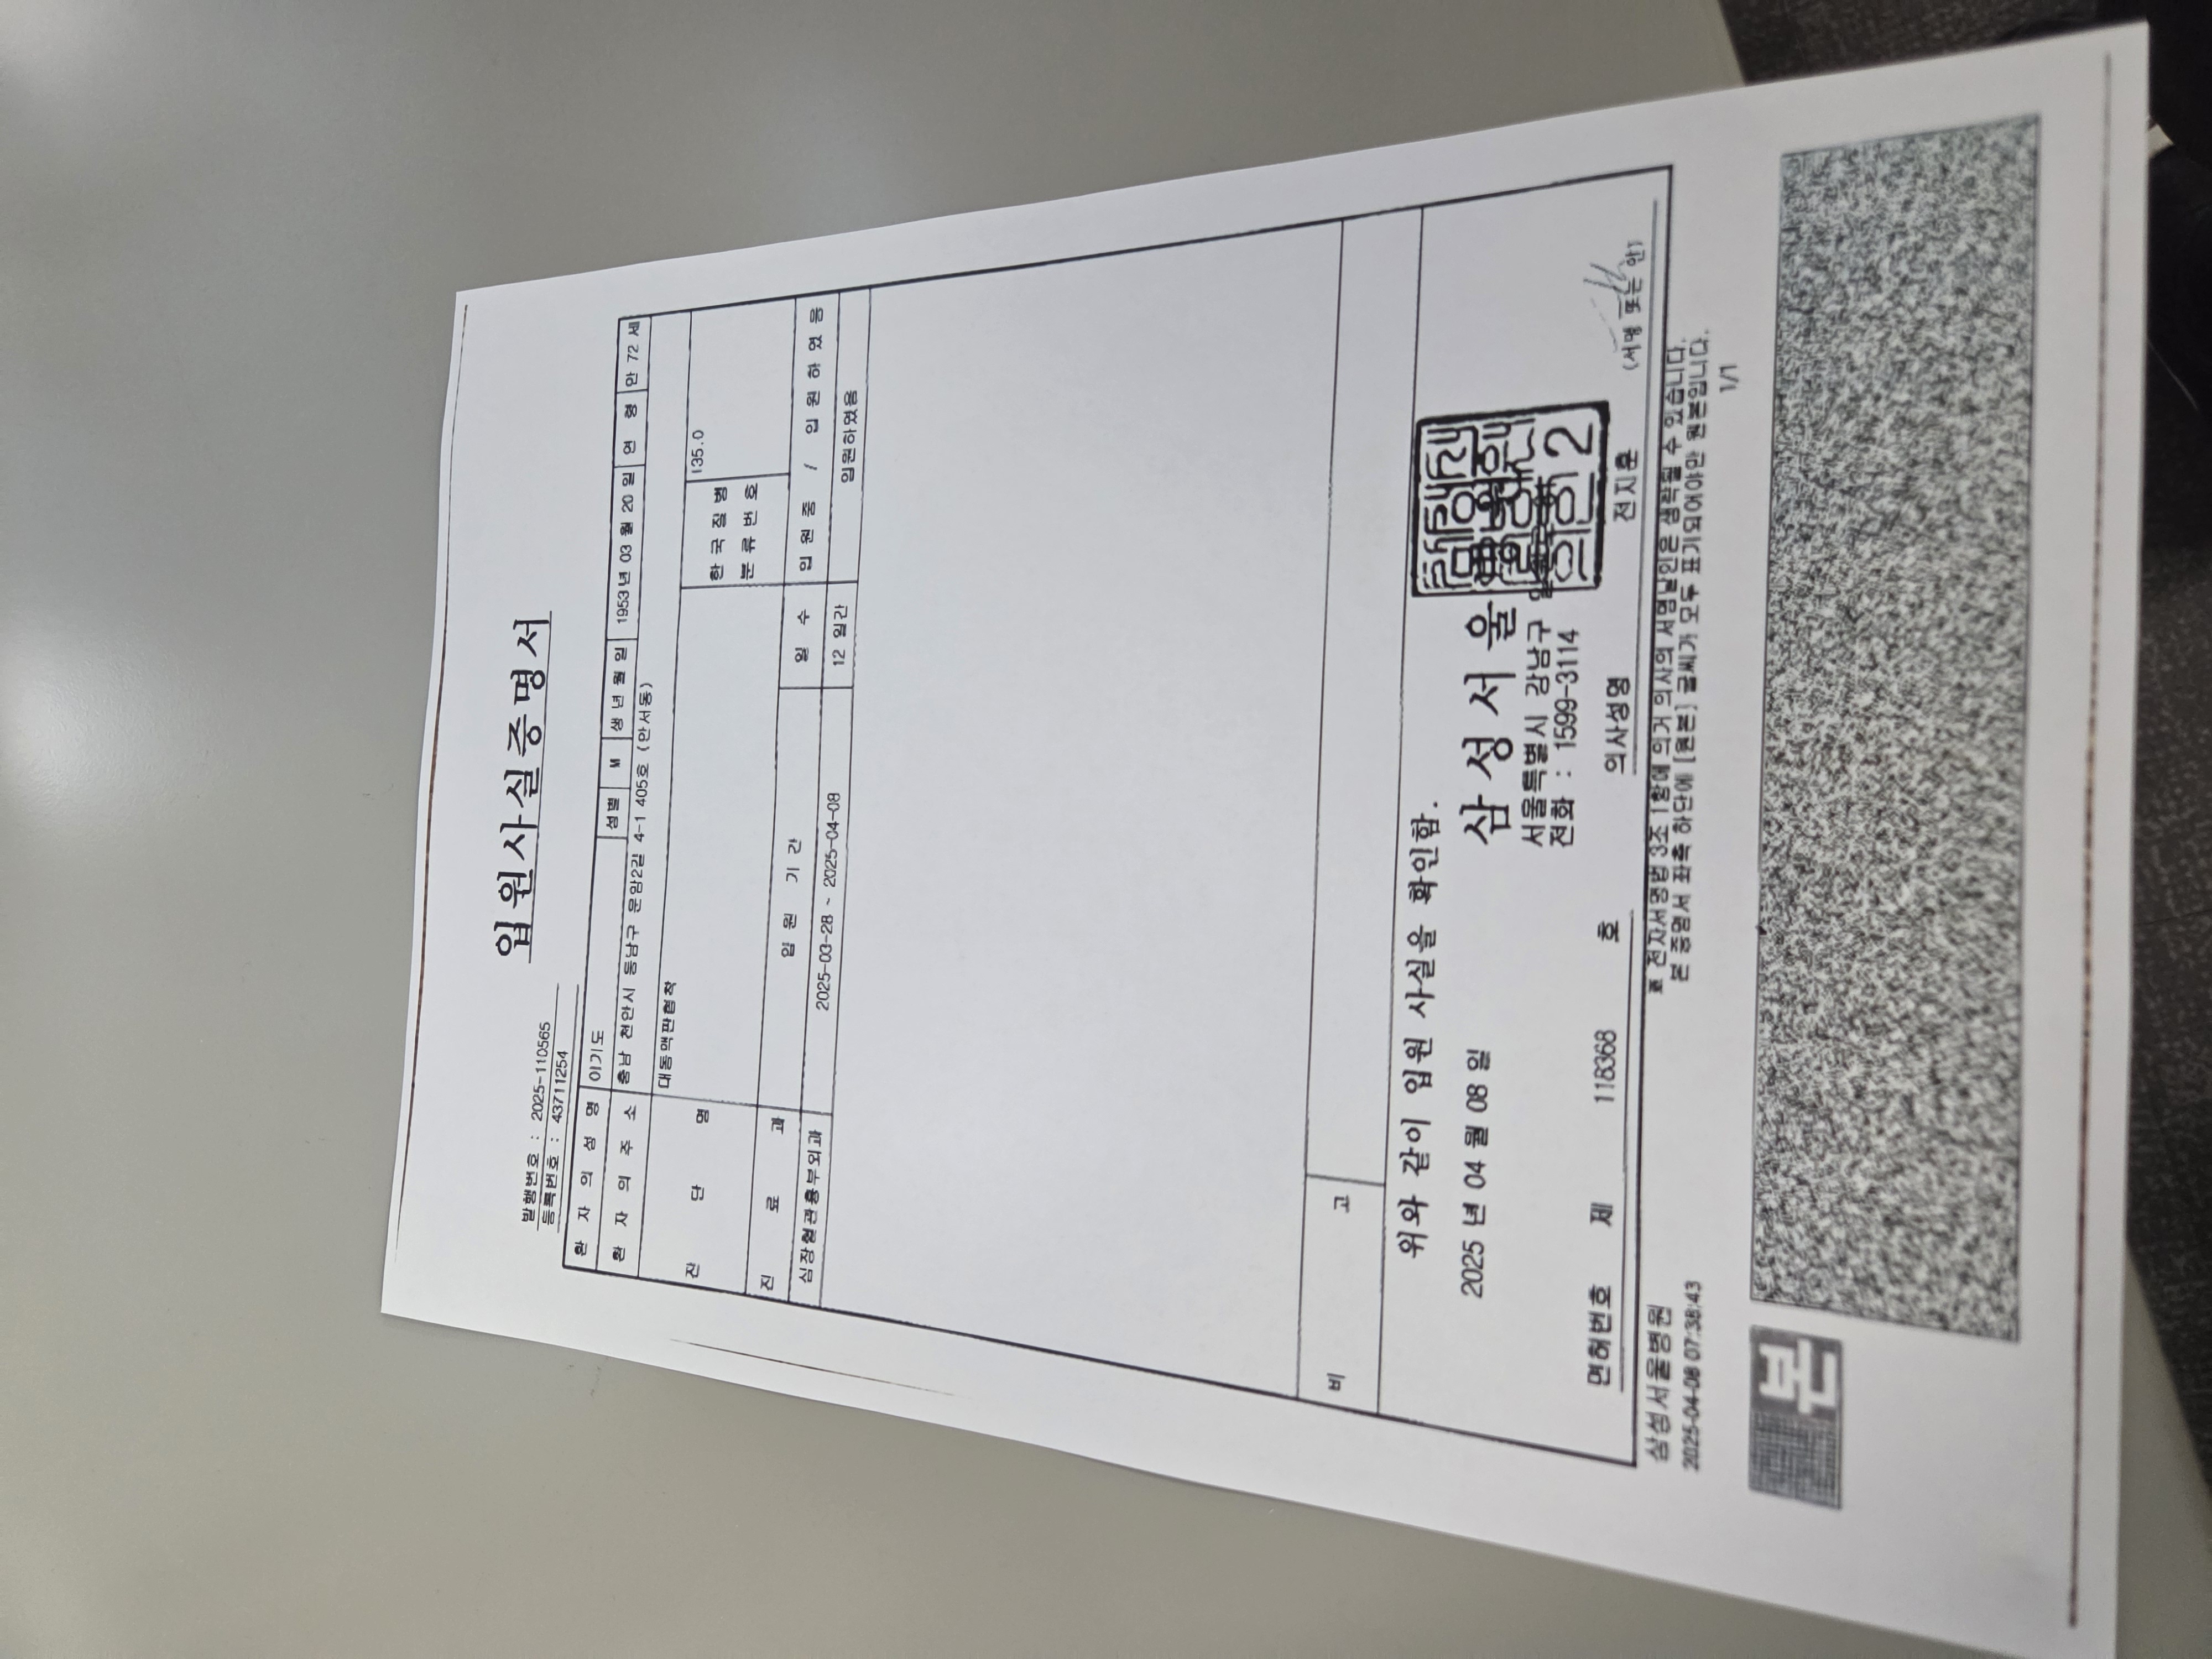 입원사실증명서
발행번호 : 2025-110565
등록번호 : 43711254
환 자 의 성 명 이기도 성별 M 생년월일 1953 년 03 월 20 일 연 령 만 72 세
환 자 의 주 소 충남 천안시 동남구 문암2길 4-1 405호 (안서동)
진 단 명 대동맥판협착 한국질병 분류번호 I35.0
진 료 과 입 원 기 간 일 수 입 원 중 / 입 원 하 였 음
심장혈관흉부외과 2025-03-28 ~ 2025-04-08 12 일간 입원하였음
비 고
위와 같이 입원 사실을 확인함.
2025 년 04 월 08 일 삼성서울
서울특별시 강남구
전화 : 1599-3114
면허번호 제 118368 호 의사성명 전지훈 (서명 또는 인)
삼성서울병원 ※ 전자서명법 3조 1항에 의거 의사의 서명날인은 생략될 수 있습니다.
2025-04-08 07:38:43 본 증명서 좌측 하단에 [원본] 글씨가 모두 표기되어야만 원본입니다.
1/1
본